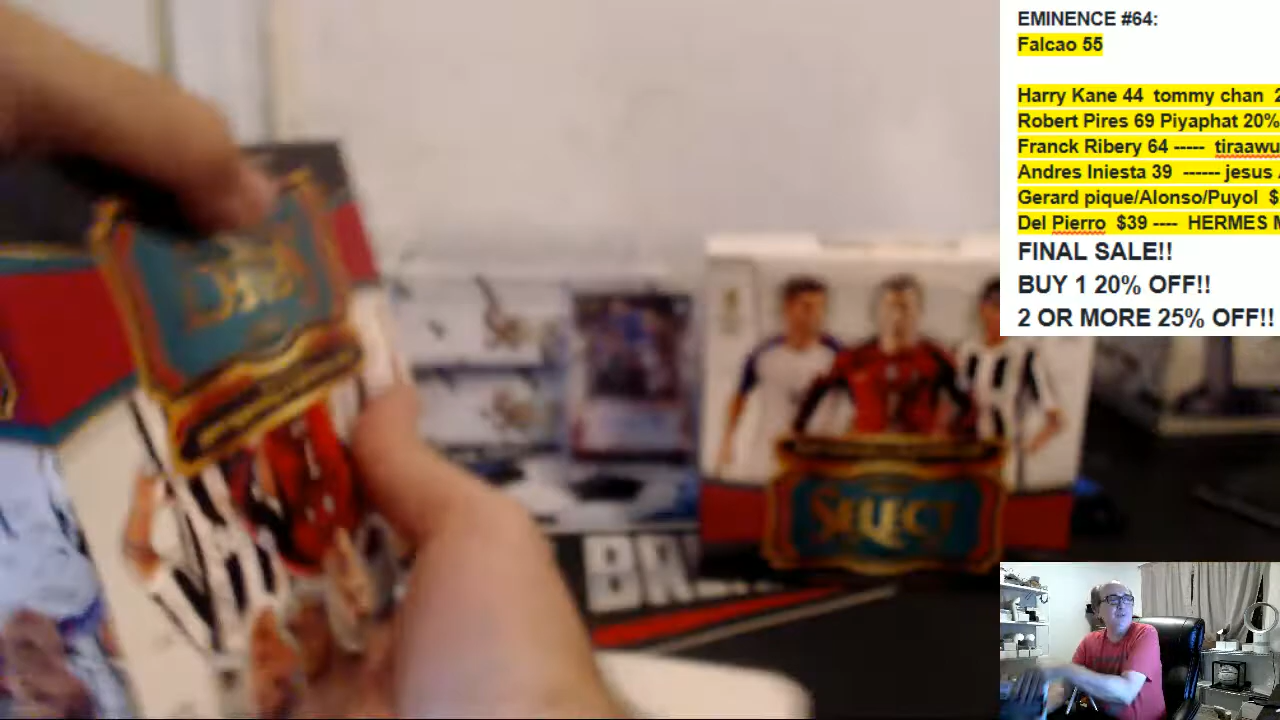 EMINENCE #64:
Falcao 55
Harry Kane 44 tommy chan 2
Robert Pires 69 Piyaphat 20%
Franck Ribery 64 ----- tiraawu
Andres Iniesta 39 ------ jesus
Gerard pique/Alonso/Puyol $
Del Pierro $39 ---- HERMES M
FINAL SALE!!
BUY 1 20% OFF!!
2 OR MORE 25% OFF!!
SELECT